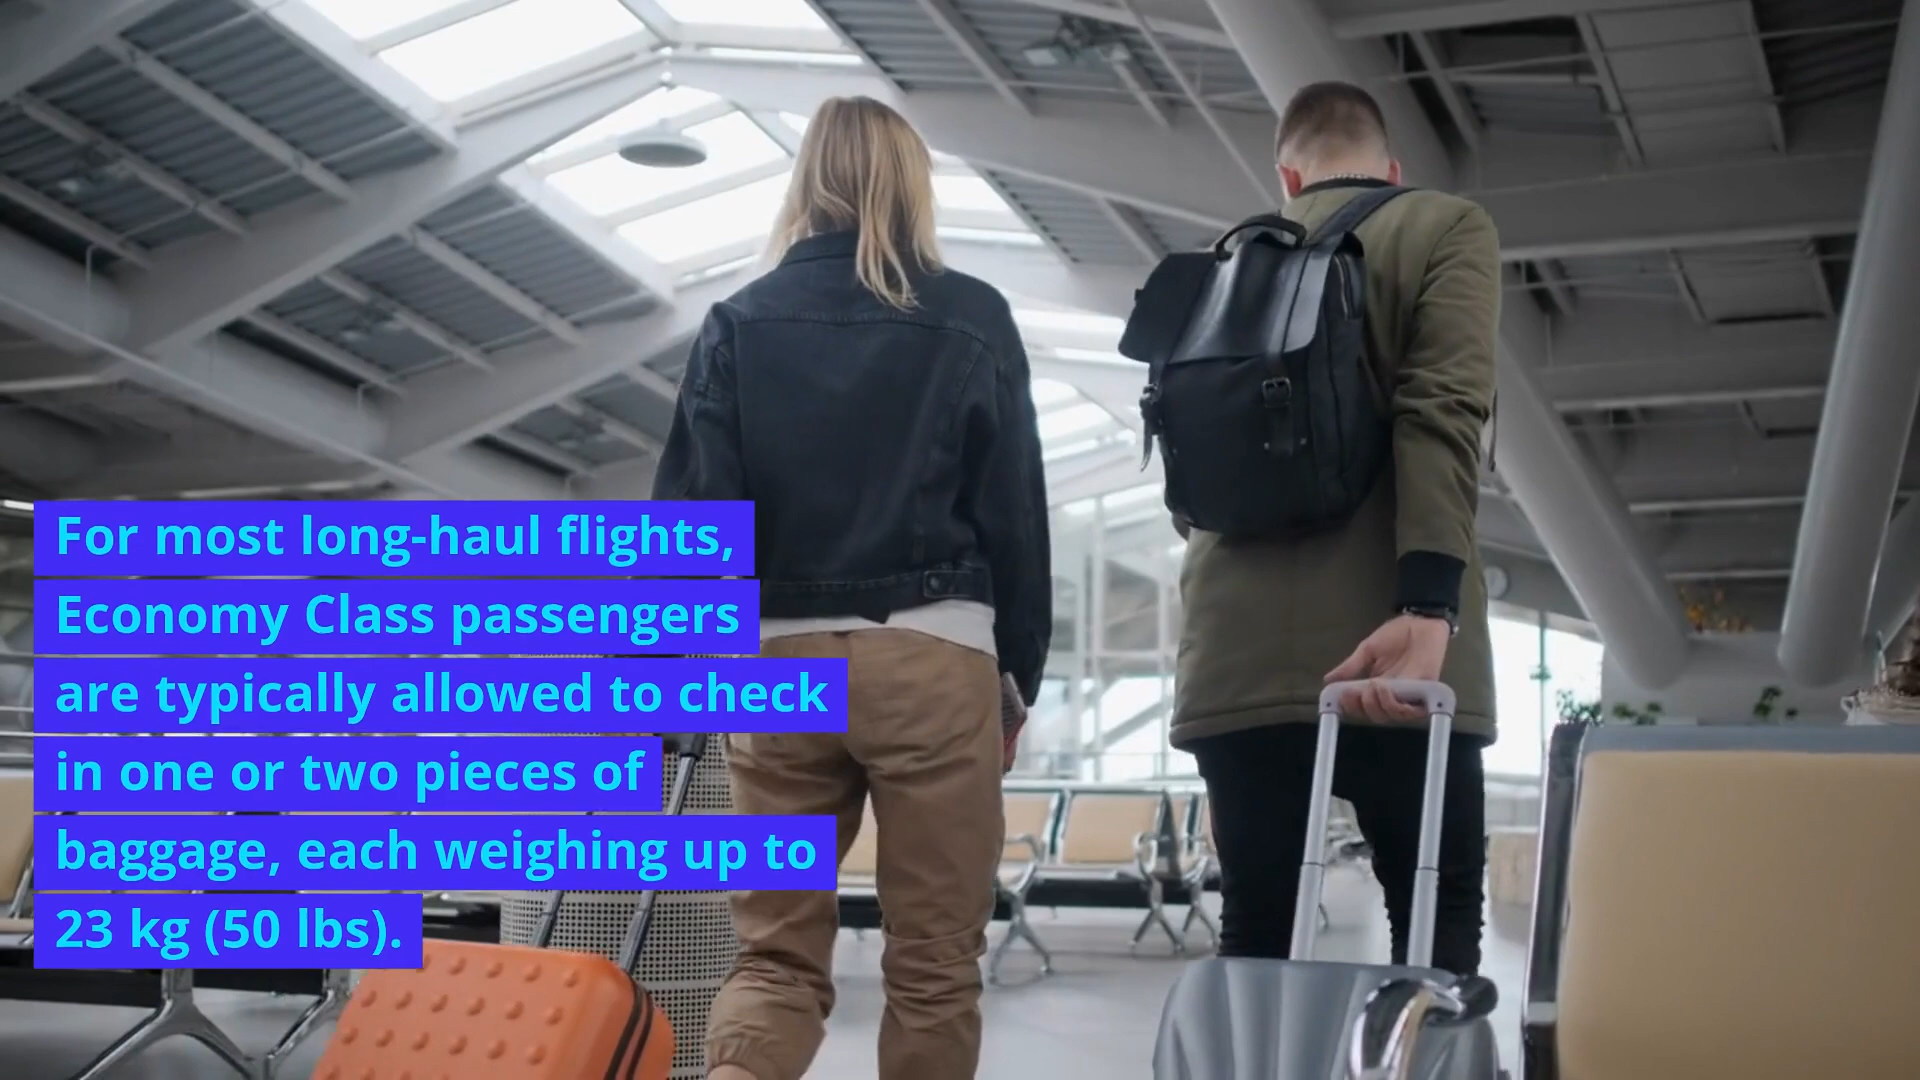 For most long-haul flights,
Economy Class passengers
are typically allowed to check
in one or two pieces of
baggage, each weighing up to
23 kg (50 lbs).